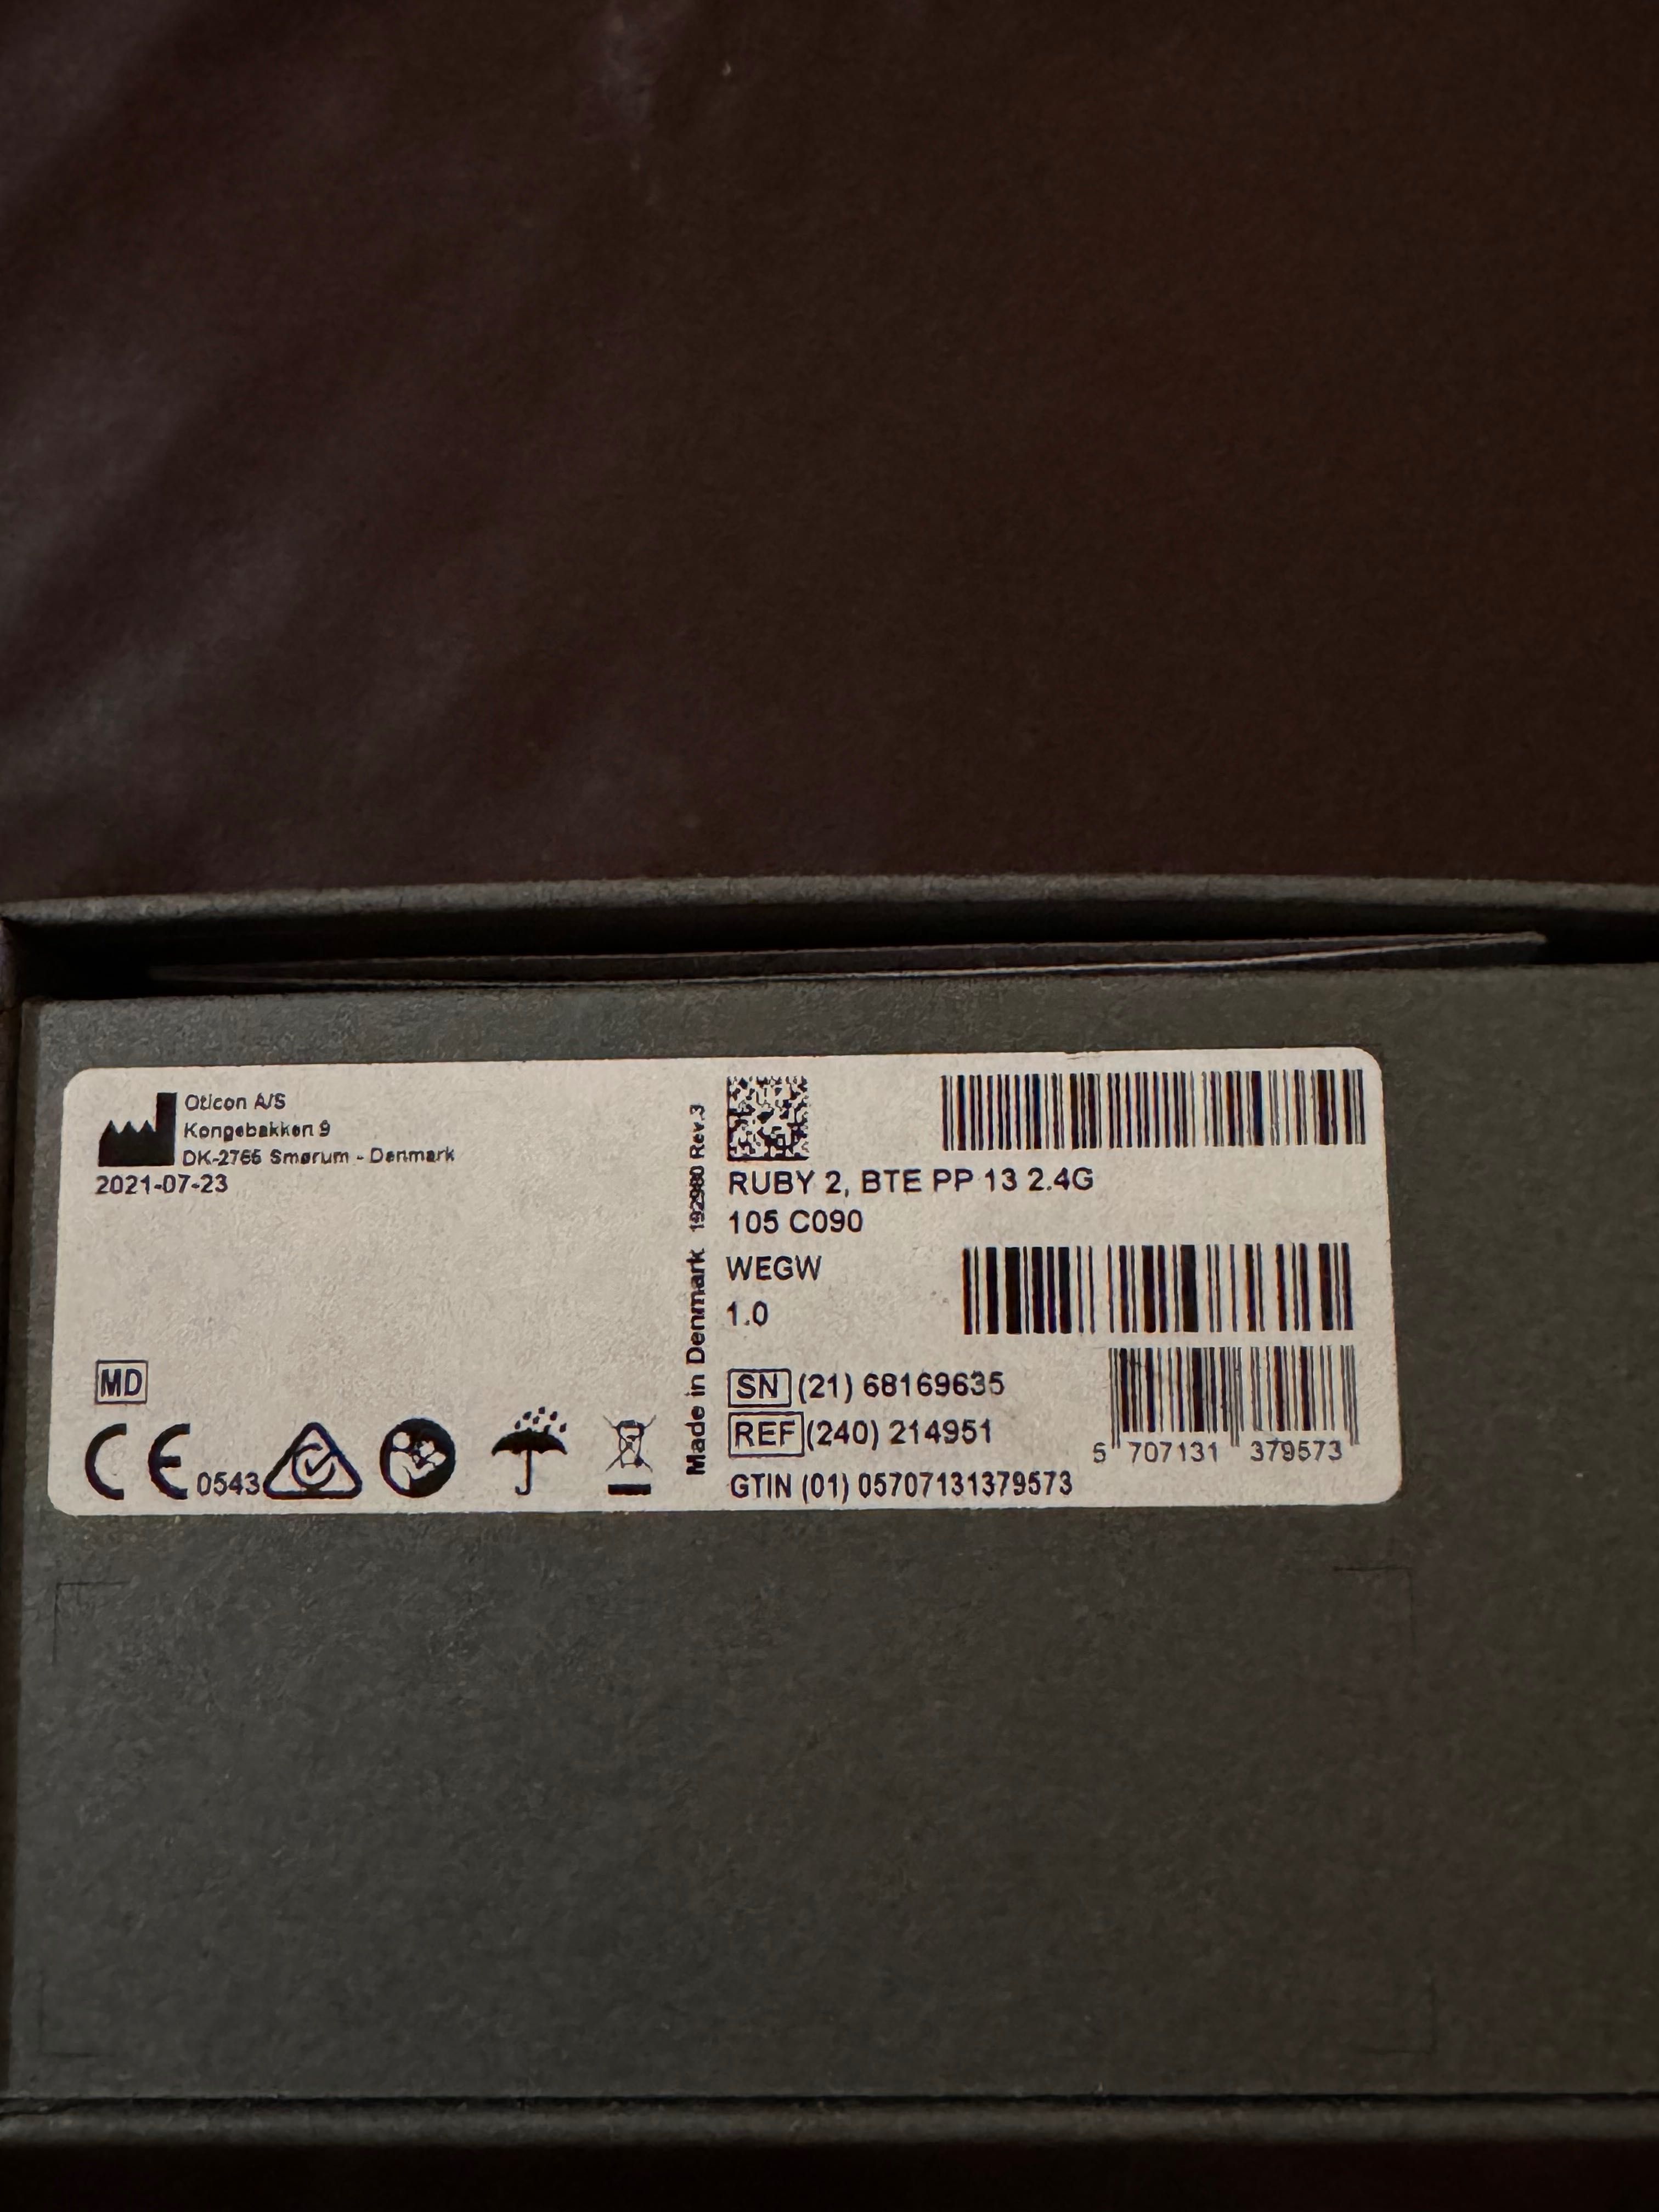 Oticon A/S
Kongebakken 9
DK-2765 Smørum - Denmark
2021-07-23
MD
CE 0543
Made in Denmark 192980 Rev.3
RUBY 2, BTE PP 13 2.4G
105 C090
WEGW
1.0
SN (21) 68169635
REF (240) 214951
GTIN (01) 05707131379573
5 707131 379573